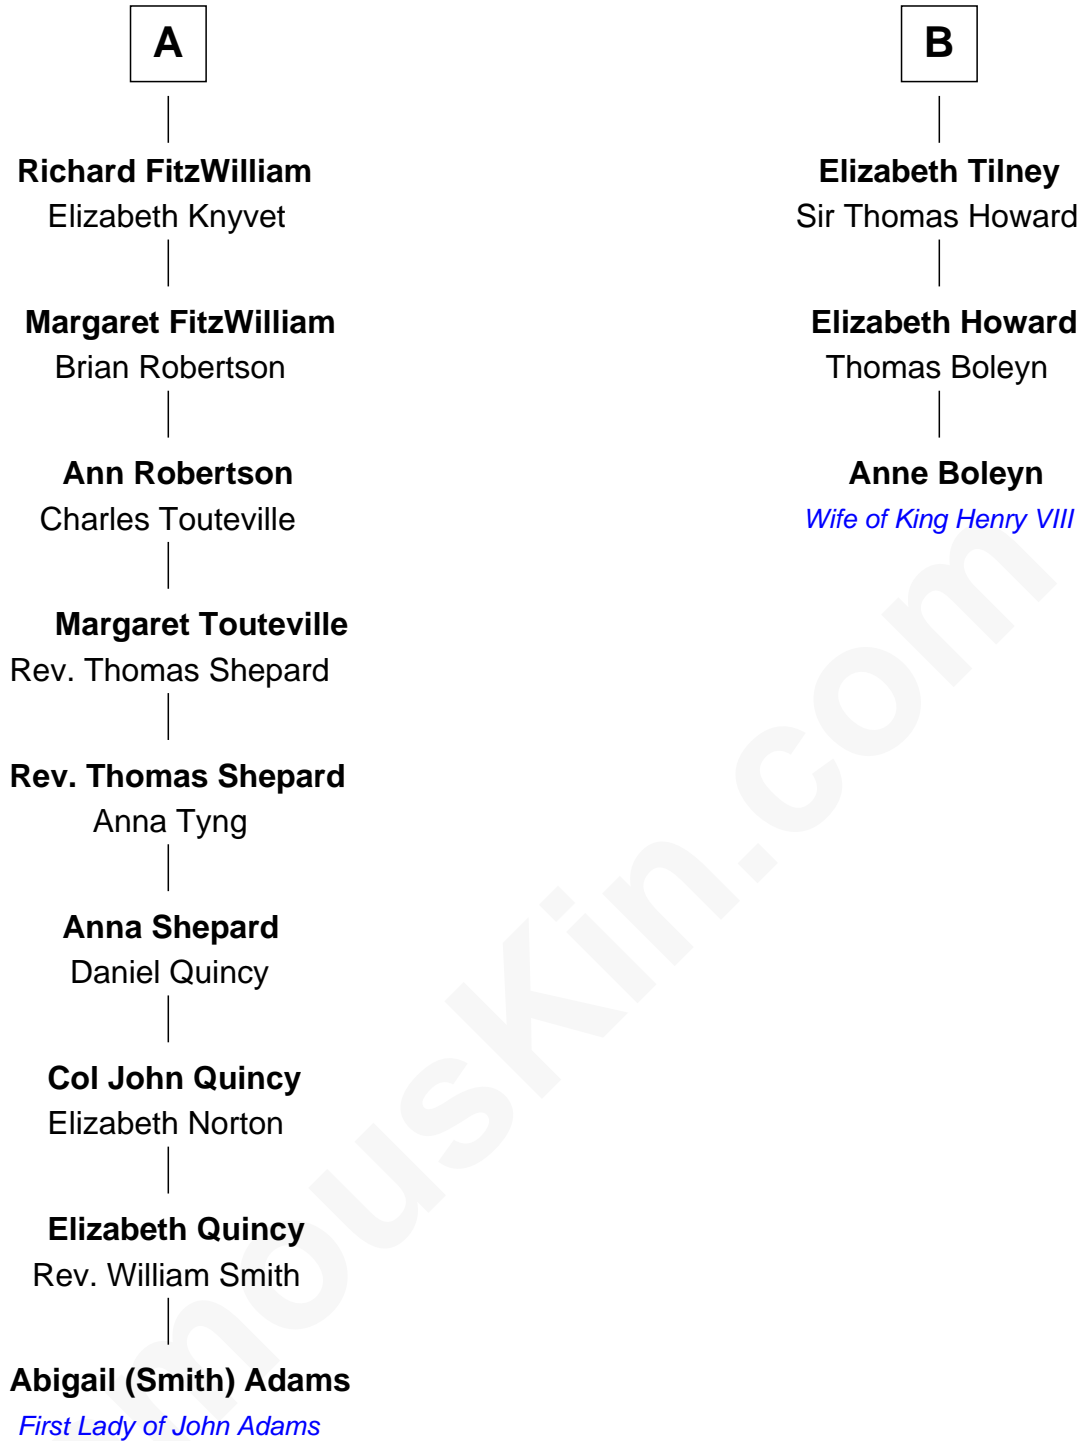 A
Richard FitzWilliam
Elizabeth Knyvet
Margaret FitzWilliam
Brian Robertson
Ann Robertson
Charles Touteville
Margaret Touteville
Rev. Thomas Shepard
Rev. Thomas Shepard
Anna Tyng
Anna Shepard
Daniel Quincy
Col John Quincy
Elizabeth Norton
Elizabeth Quincy
Rev. William Smith
Abigail (Smith) Adams
First Lady of John Adams
B
Elizabeth Tilney
Sir Thomas Howard
Elizabeth Howard
Thomas Boleyn
Anne Boleyn
Wife of King Henry VIII
mousKin.com